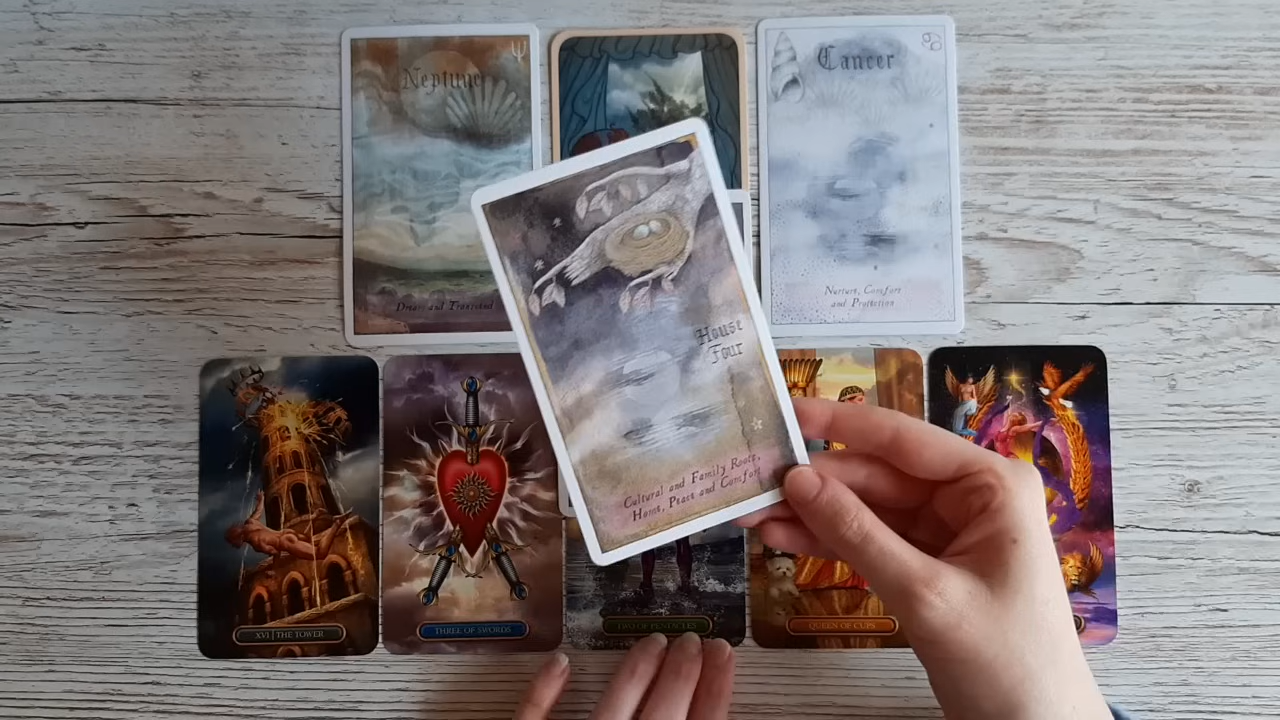 Neptune
Cancer
Dreams and Transcend
Nurture, Comfort
and Protection
House
Four
Cultural and Family Roots,
Home, Peace and Comfort
XVI THE TOWER
THREE OF SWORDS
TWO OF PENTACLES
QUEEN OF CUPS